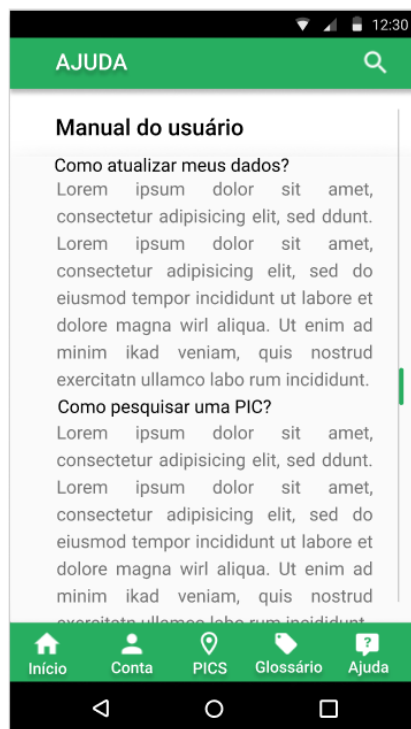 12:30
AJUDA
Manual do usuário
Como atualizar meus dados?
Lorem ipsum dolor sit amet,
consectetur adipisicing elit, sed ddunt.
Lorem ipsum dolor sit amet,
consectetur adipisicing elit, sed do
eiusmod tempor incididunt ut labore et
dolore magna wirl aliqua. Ut enim ad
minim ikad veniam, quis nostrud
exercitatn ullamco labo rum incididunt.
Como pesquisar uma PIC?
Lorem ipsum dolor sit amet,
consectetur adipisicing elit, sed ddunt.
Lorem ipsum dolor sit amet,
consectetur adipisicing elit, sed do
eiusmod tempor incididunt ut labore et
dolore magna wirl aliqua. Ut enim ad
minim ikad veniam, quis nostrud
exercitatn ullamco labo rum incididunt.
Início Conta PICS Glossário Ajuda